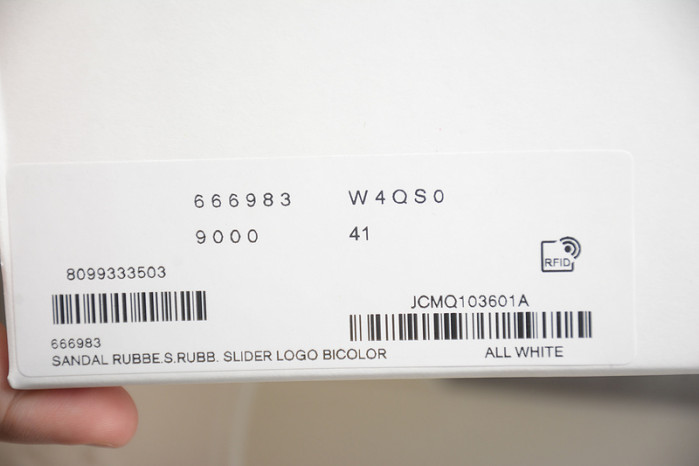 666983 W4QS0
9000 41
RFID
8099333503
JCMQ103601A
666983
SANDAL RUBBE.S.RUBB. SLIDER LOGO BICOLOR ALL WHITE